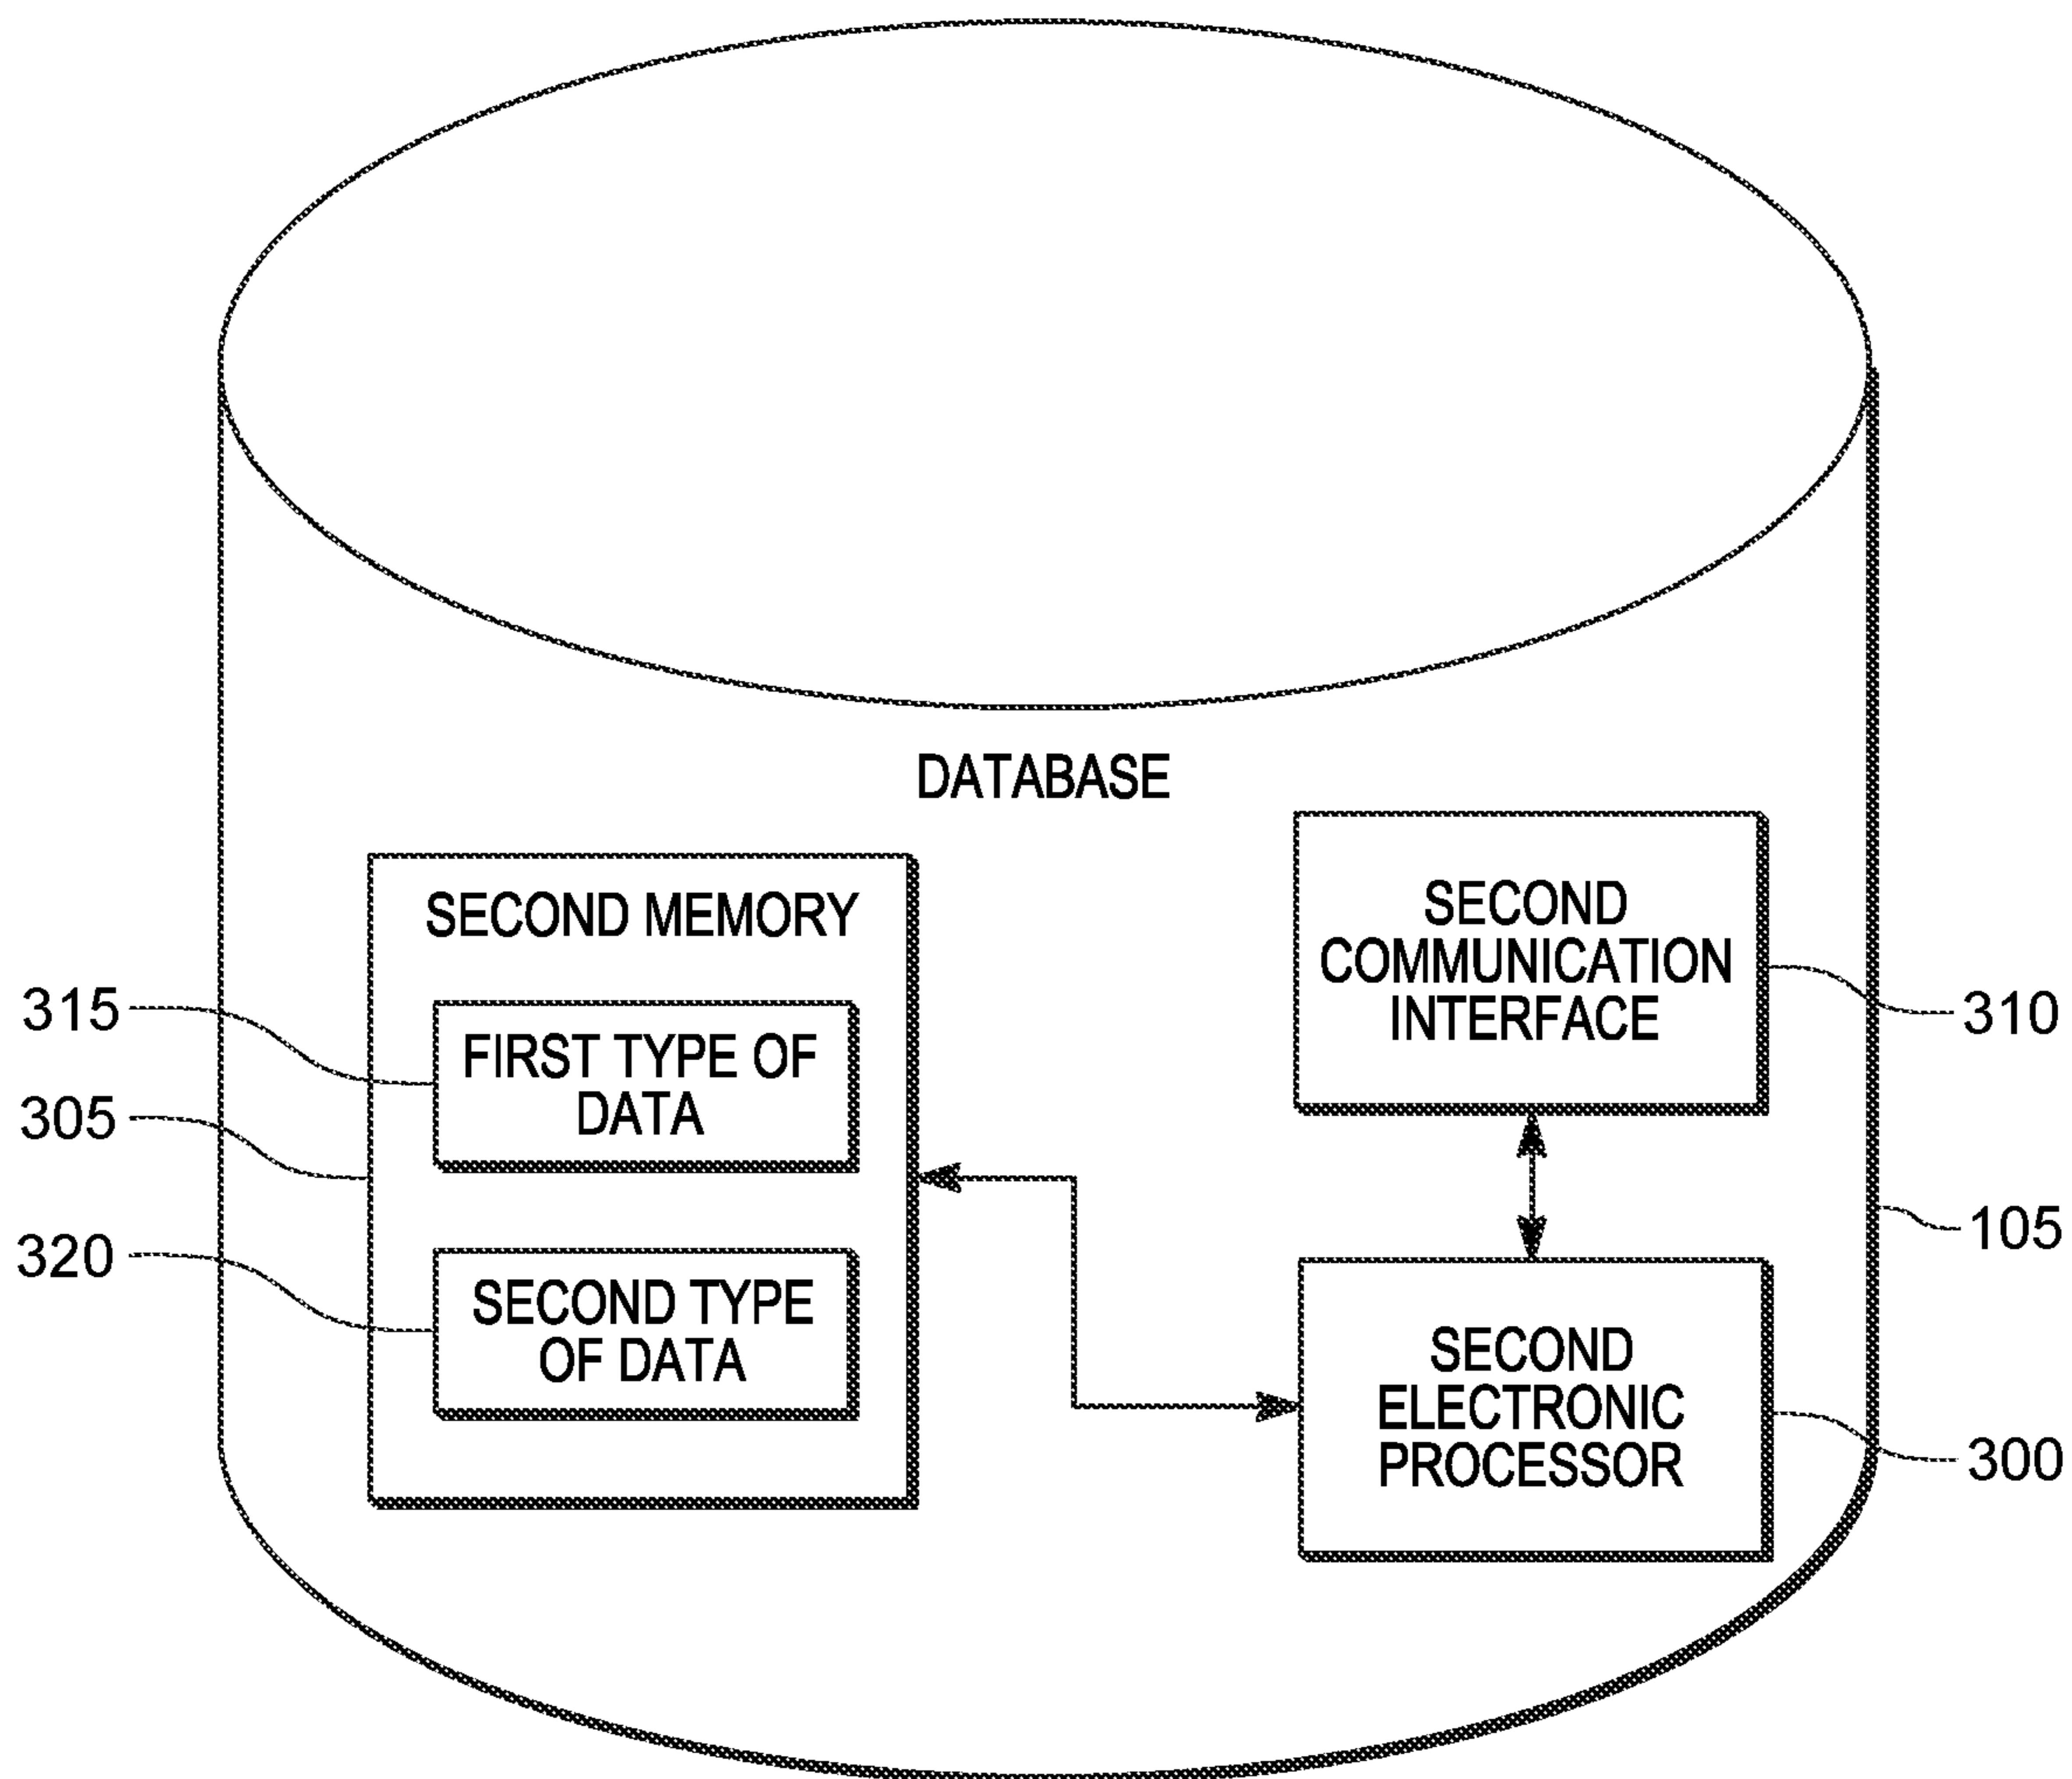 DATABASE
SECOND MEMORY
315
FIRST TYPE OF
DATA
305
320
SECOND TYPE
OF DATA
SECOND
COMMUNICATION
INTERFACE
310
105
SECOND
ELECTRONIC
PROCESSOR
300